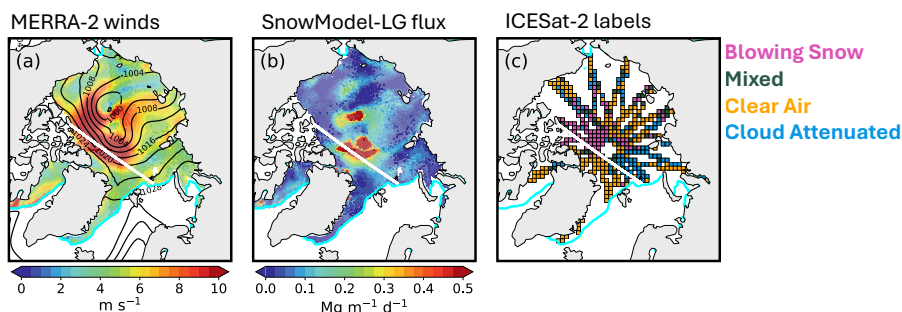 MERRA-2 winds
SnowModel-LG flux
ICESat-2 labels
(a)
(b)
(c)
Blowing Snow
Mixed
Clear Air
Cloud Attenuated
1004
1008
1008
1016
1028
0 2 4 6 8 10
m s⁻¹
0.0 0.1 0.2 0.3 0.4 0.5
Mg m⁻¹ d⁻¹